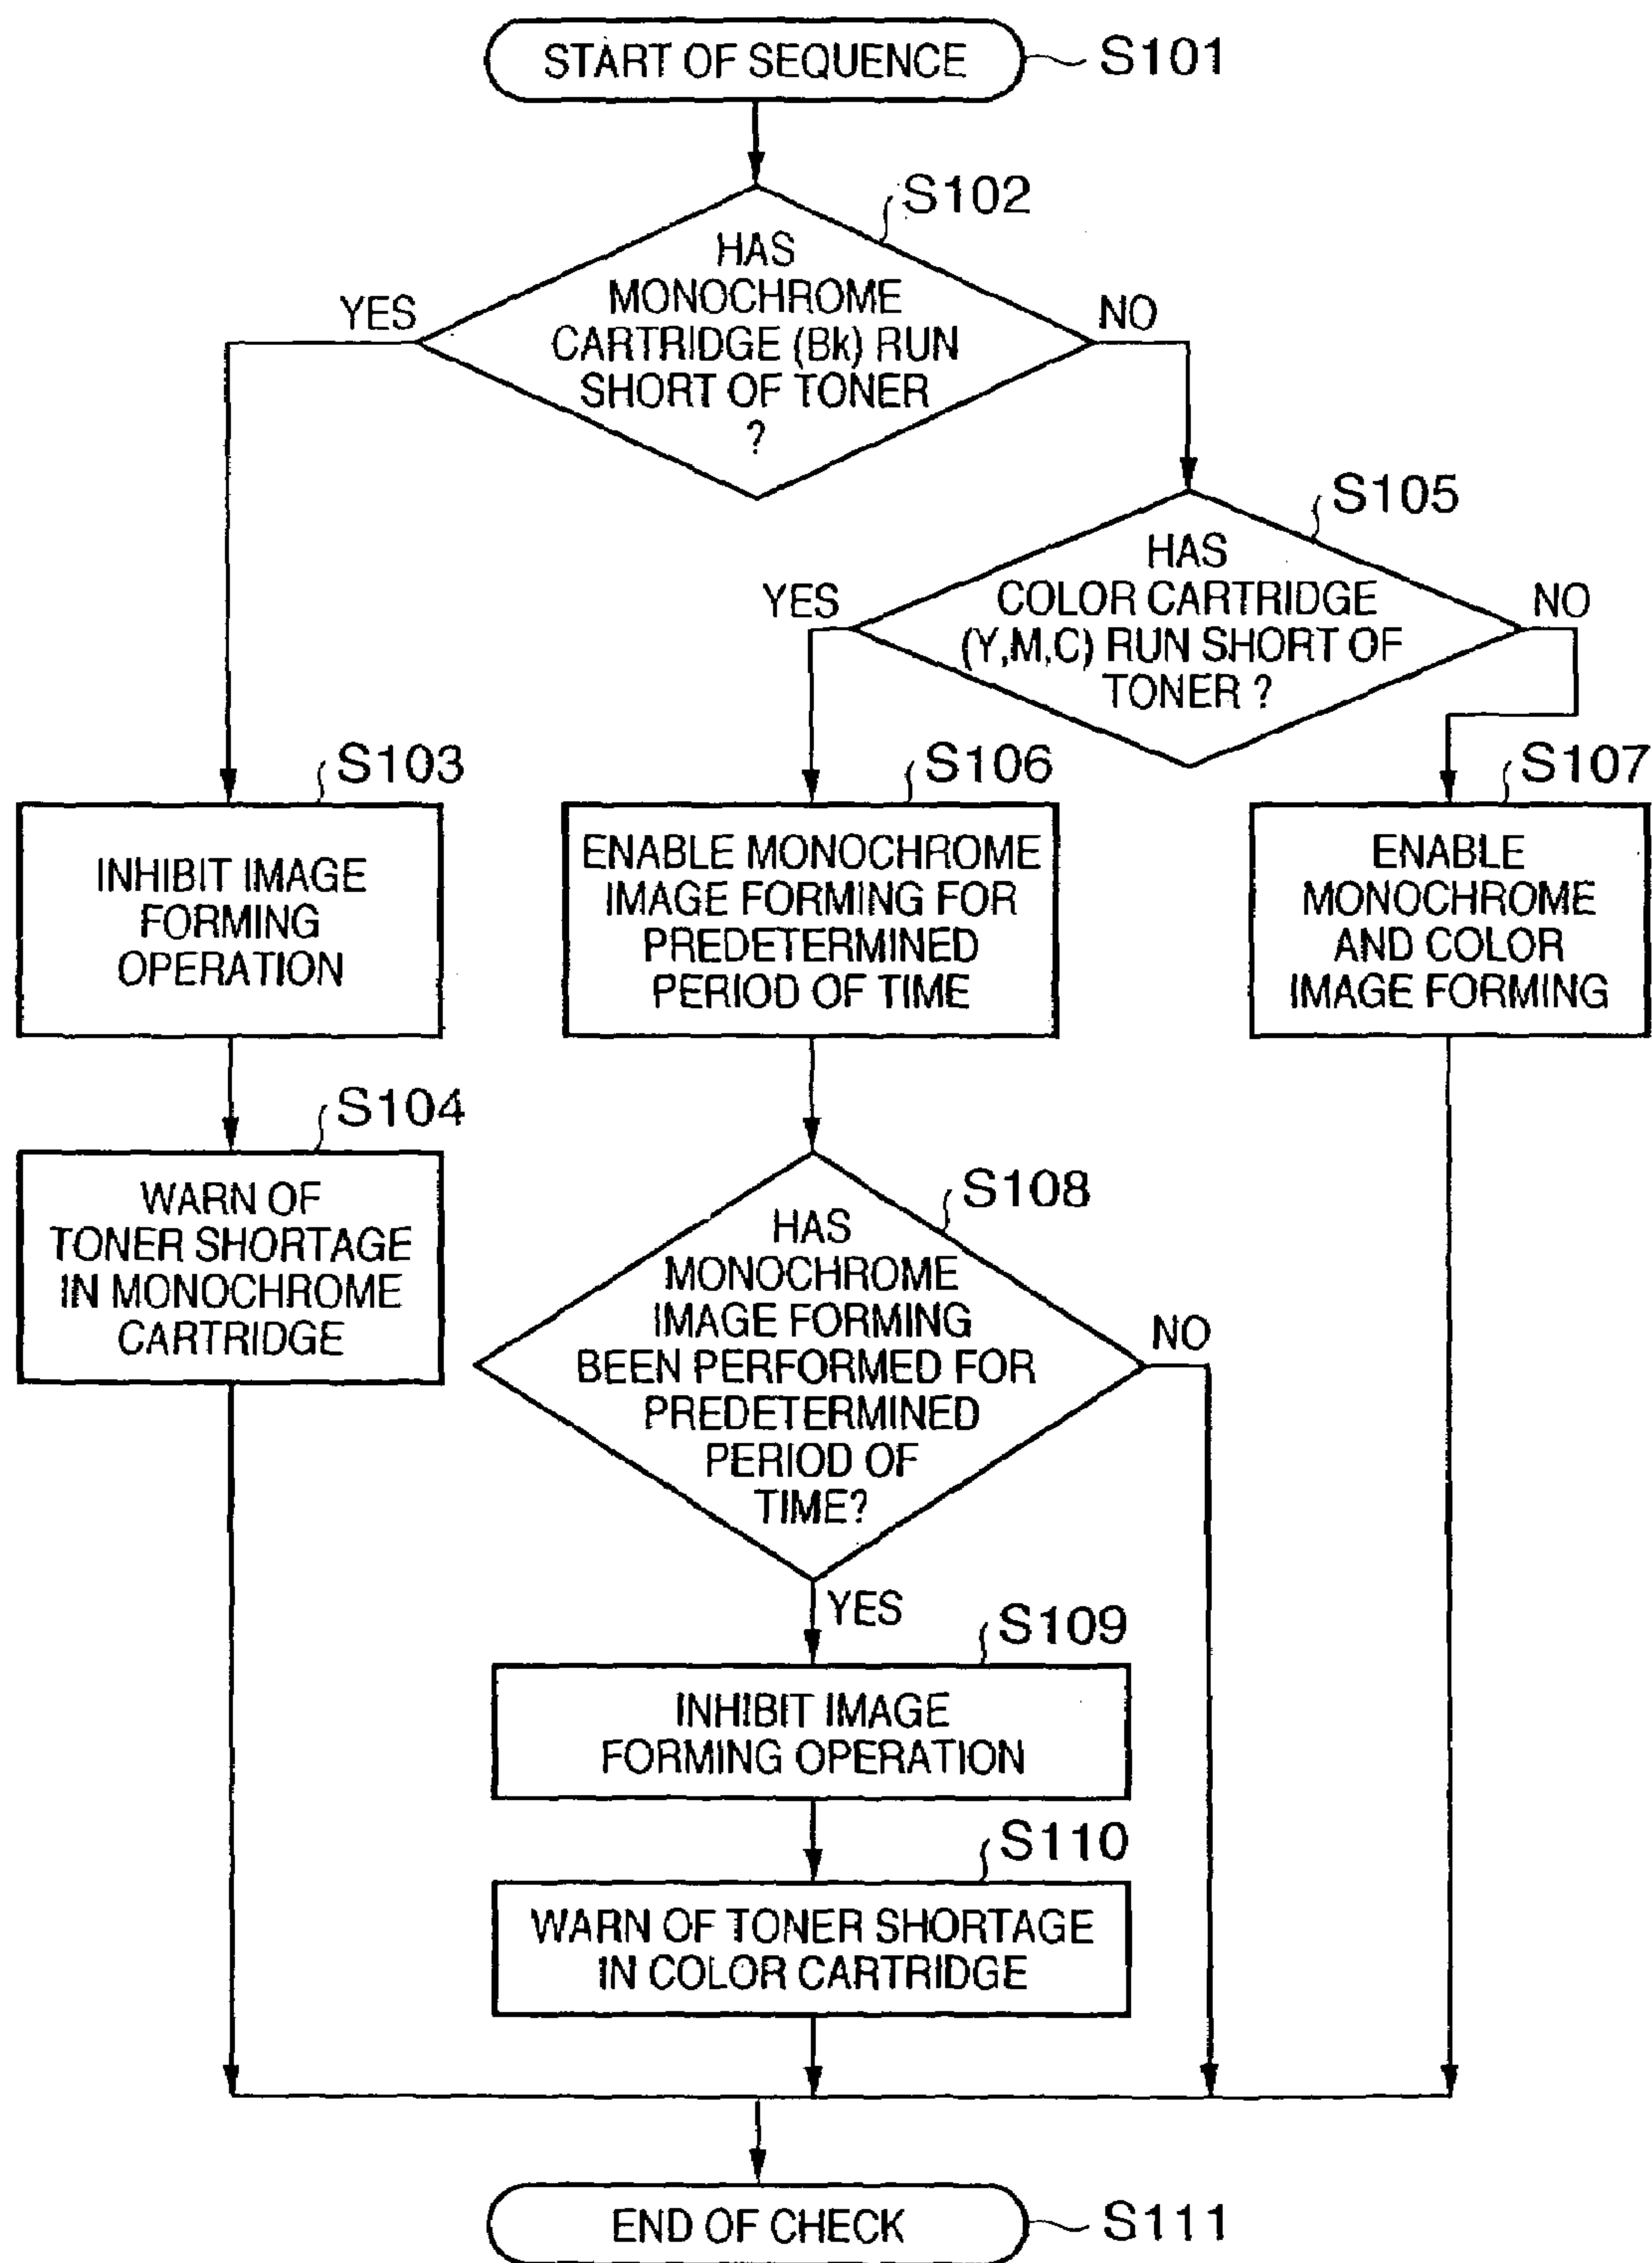 START OF SEQUENCE
S101
S102
HAS
MONOCHROME
CARTRIDGE (Bk) RUN
SHORT OF TONER
?
YES
NO
S105
HAS
COLOR CARTRIDGE
(Y,M,C) RUN SHORT OF
TONER ?
YES
NO
S103
INHIBIT IMAGE
FORMING
OPERATION
S106
ENABLE MONOCHROME
IMAGE FORMING FOR
PREDETERMINED
PERIOD OF TIME
S107
ENABLE
MONOCHROME
AND COLOR
IMAGE FORMING
S104
WARN OF
TONER SHORTAGE
IN MONOCHROME
CARTRIDGE
S108
HAS
MONOCHROME
IMAGE FORMING
BEEN PERFORMED FOR
PREDETERMINED
PERIOD OF
TIME?
NO
YES
S109
INHIBIT IMAGE
FORMING OPERATION
S110
WARN OF TONER SHORTAGE
IN COLOR CARTRIDGE
END OF CHECK
S111